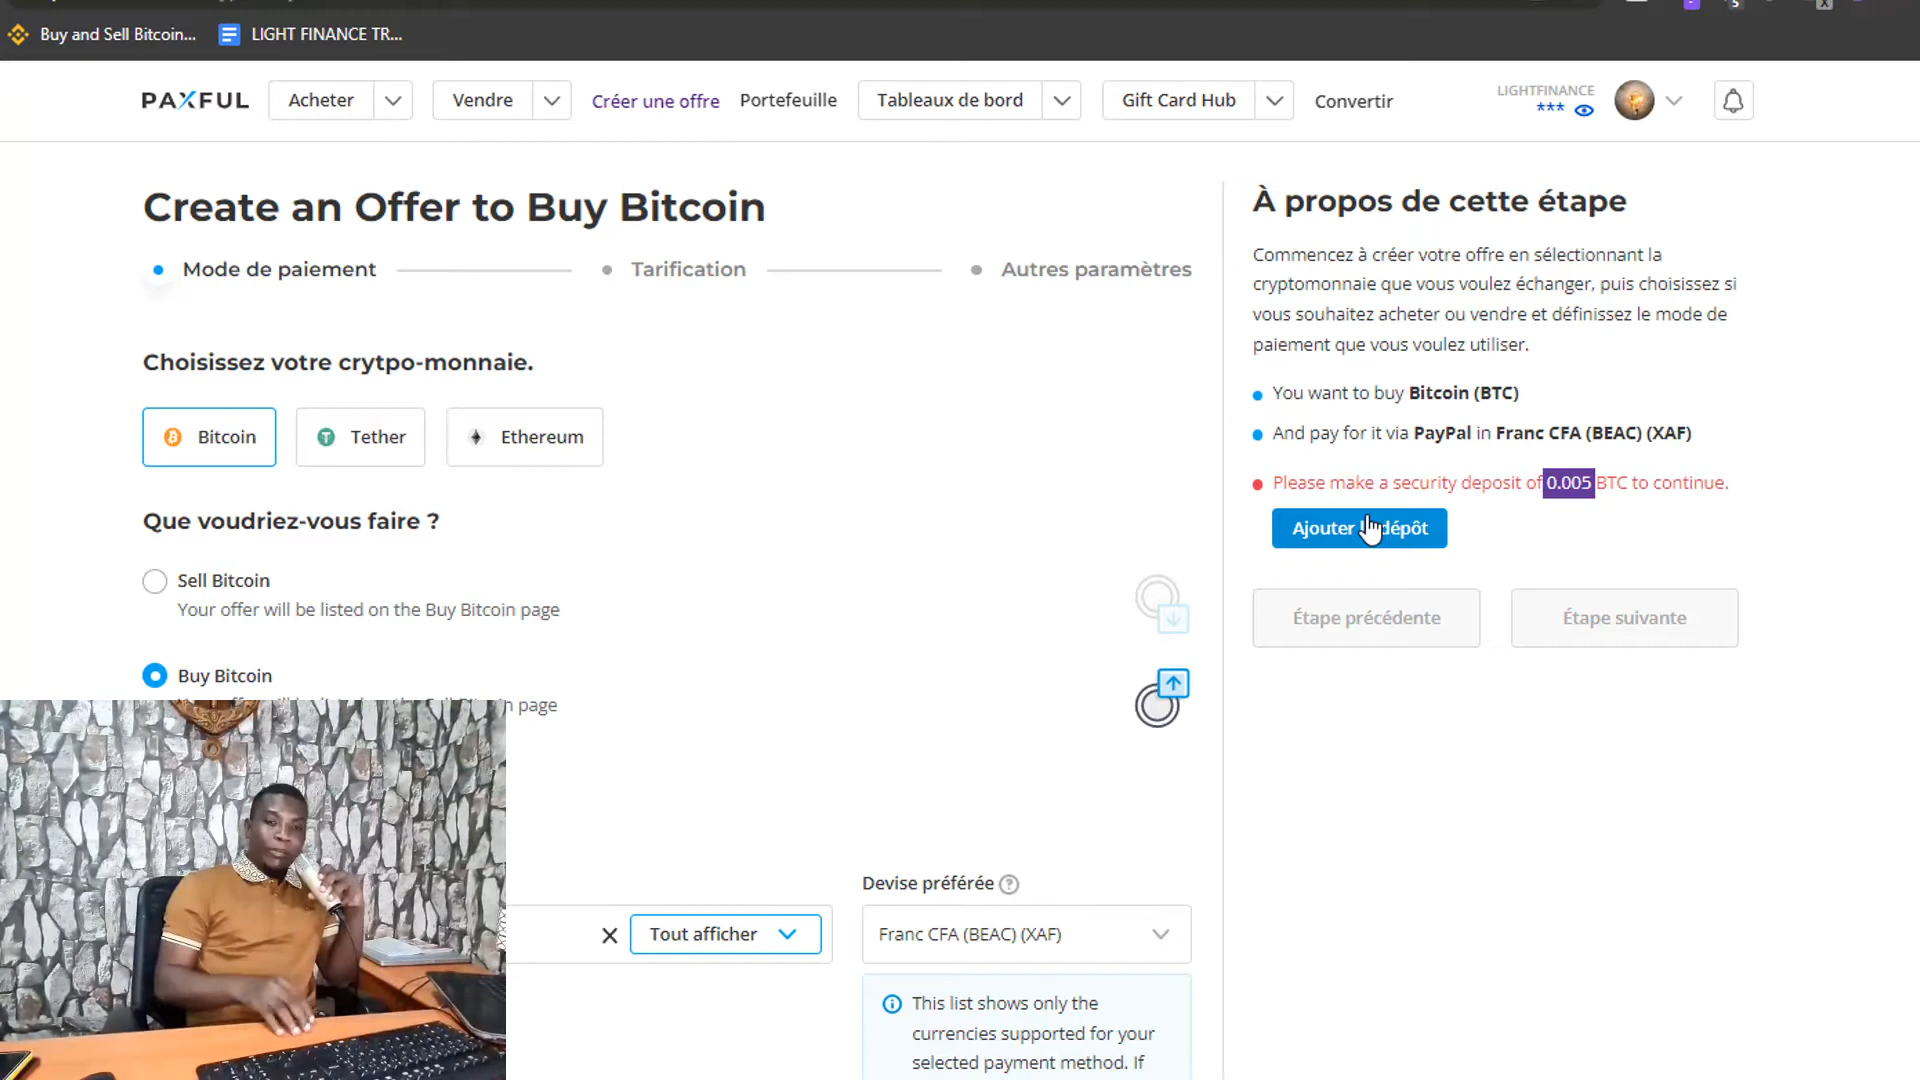 Buy and Sell Bitcoin...
LIGHT FINANCE TR...
PAXFUL
Acheter
Vendre
Créer une offre
Portefeuille
Tableaux de bord
Gift Card Hub
Convertir
LIGHTFINANCE
***
Create an Offer to Buy Bitcoin
Mode de paiement
Tarification
Autres paramètres
Choisissez votre crytpo-monnaie.
Bitcoin
Tether
Ethereum
Que voudriez-vous faire ?
Sell Bitcoin
Your offer will be listed on the Buy Bitcoin page
Buy Bitcoin
page
Tout afficher
Devise préférée
Franc CFA (BEAC) (XAF)
This list shows only the
currencies supported for your
selected payment method. If
À propos de cette étape
Commencez à créer votre offre en sélectionnant la
cryptomonnaie que vous voulez échanger, puis choisissez si
vous souhaitez acheter ou vendre et définissez le mode de
paiement que vous voulez utiliser.
You want to buy Bitcoin (BTC)
And pay for it via PayPal in Franc CFA (BEAC) (XAF)
Please make a security deposit of 0.005 BTC to continue.
Ajouter dépôt
Étape précédente
Étape suivante